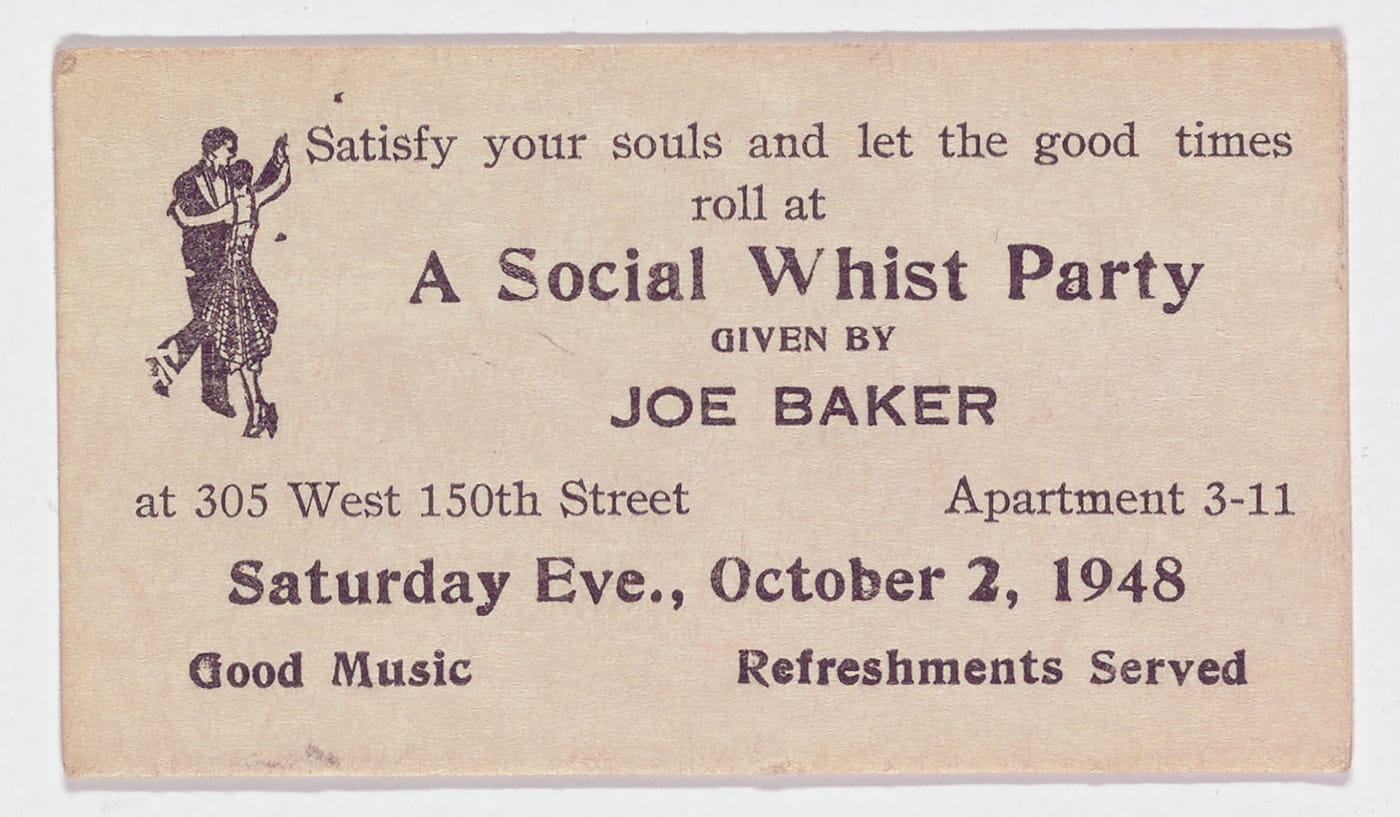 Satisfy your souls and let the good times
roll at
A Social Whist Party
GIVEN BY
JOE BAKER
at 305 West 150th Street Apartment 3-11
Saturday Eve., October 2, 1948
Good Music Refreshments Served